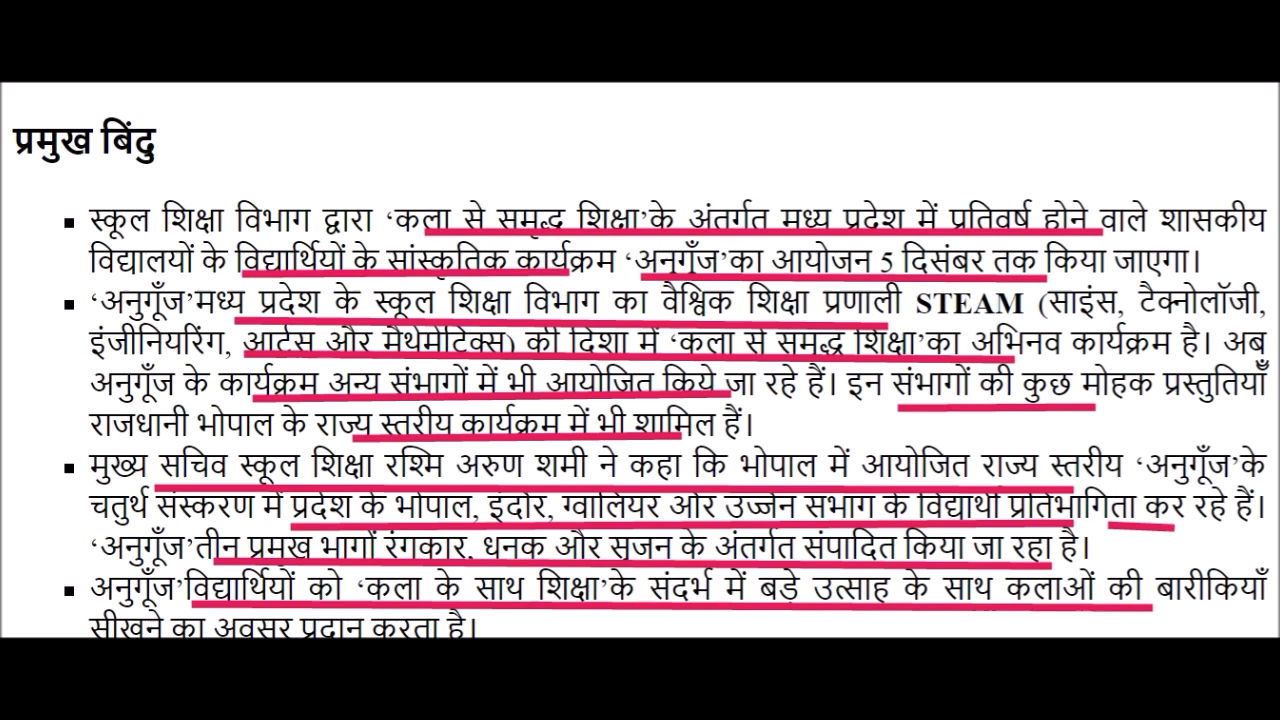 प्रमुख बिंदु
▪ स्कूल शिक्षा विभाग द्वारा ‘कला से समृद्ध शिक्षा’के अंतर्गत मध्य प्रदेश में प्रतिवर्ष होने वाले शासकीय
विद्यालयों के विद्यार्थियों के सांस्कृतिक कार्यक्रम ‘अनुगूँज’का आयोजन 5 दिसंबर तक किया जाएगा।
▪ ‘अनुगूँज’मध्य प्रदेश के स्कूल शिक्षा विभाग का वैश्विक शिक्षा प्रणाली STEAM (साइंस, टैक्नोलॉजी,
इंजीनियरिंग, आर्टस और मैथेमेटिक्स) की दिशा में ‘कला से समृद्ध शिक्षा’का अभिनव कार्यक्रम है। अब
अनुगूँज के कार्यक्रम अन्य संभागों में भी आयोजित किये जा रहे हैं। इन संभागों की कुछ मोहक प्रस्तुतियाँ
राजधानी भोपाल के राज्य स्तरीय कार्यक्रम में भी शामिल हैं।
▪ मुख्य सचिव स्कूल शिक्षा रश्मि अरुण शमी ने कहा कि भोपाल में आयोजित राज्य स्तरीय ‘अनुगूँज’के
चतुर्थ संस्करण में प्रदेश के भोपाल, इंदौर, ग्वालियर और उज्जैन संभाग के विद्यार्थी प्रतिभागिता कर रहे हैं।
‘अनुगूँज’तीन प्रमुख भागों रंगकार, धनक और सृजन के अंतर्गत संपादित किया जा रहा है।
▪ अनुगूँज’विद्यार्थियों को ‘कला के साथ शिक्षा’के संदर्भ में बड़े उत्साह के साथ कलाओं की बारीकियाँ
सीखने का अवसर प्रदान करता है।